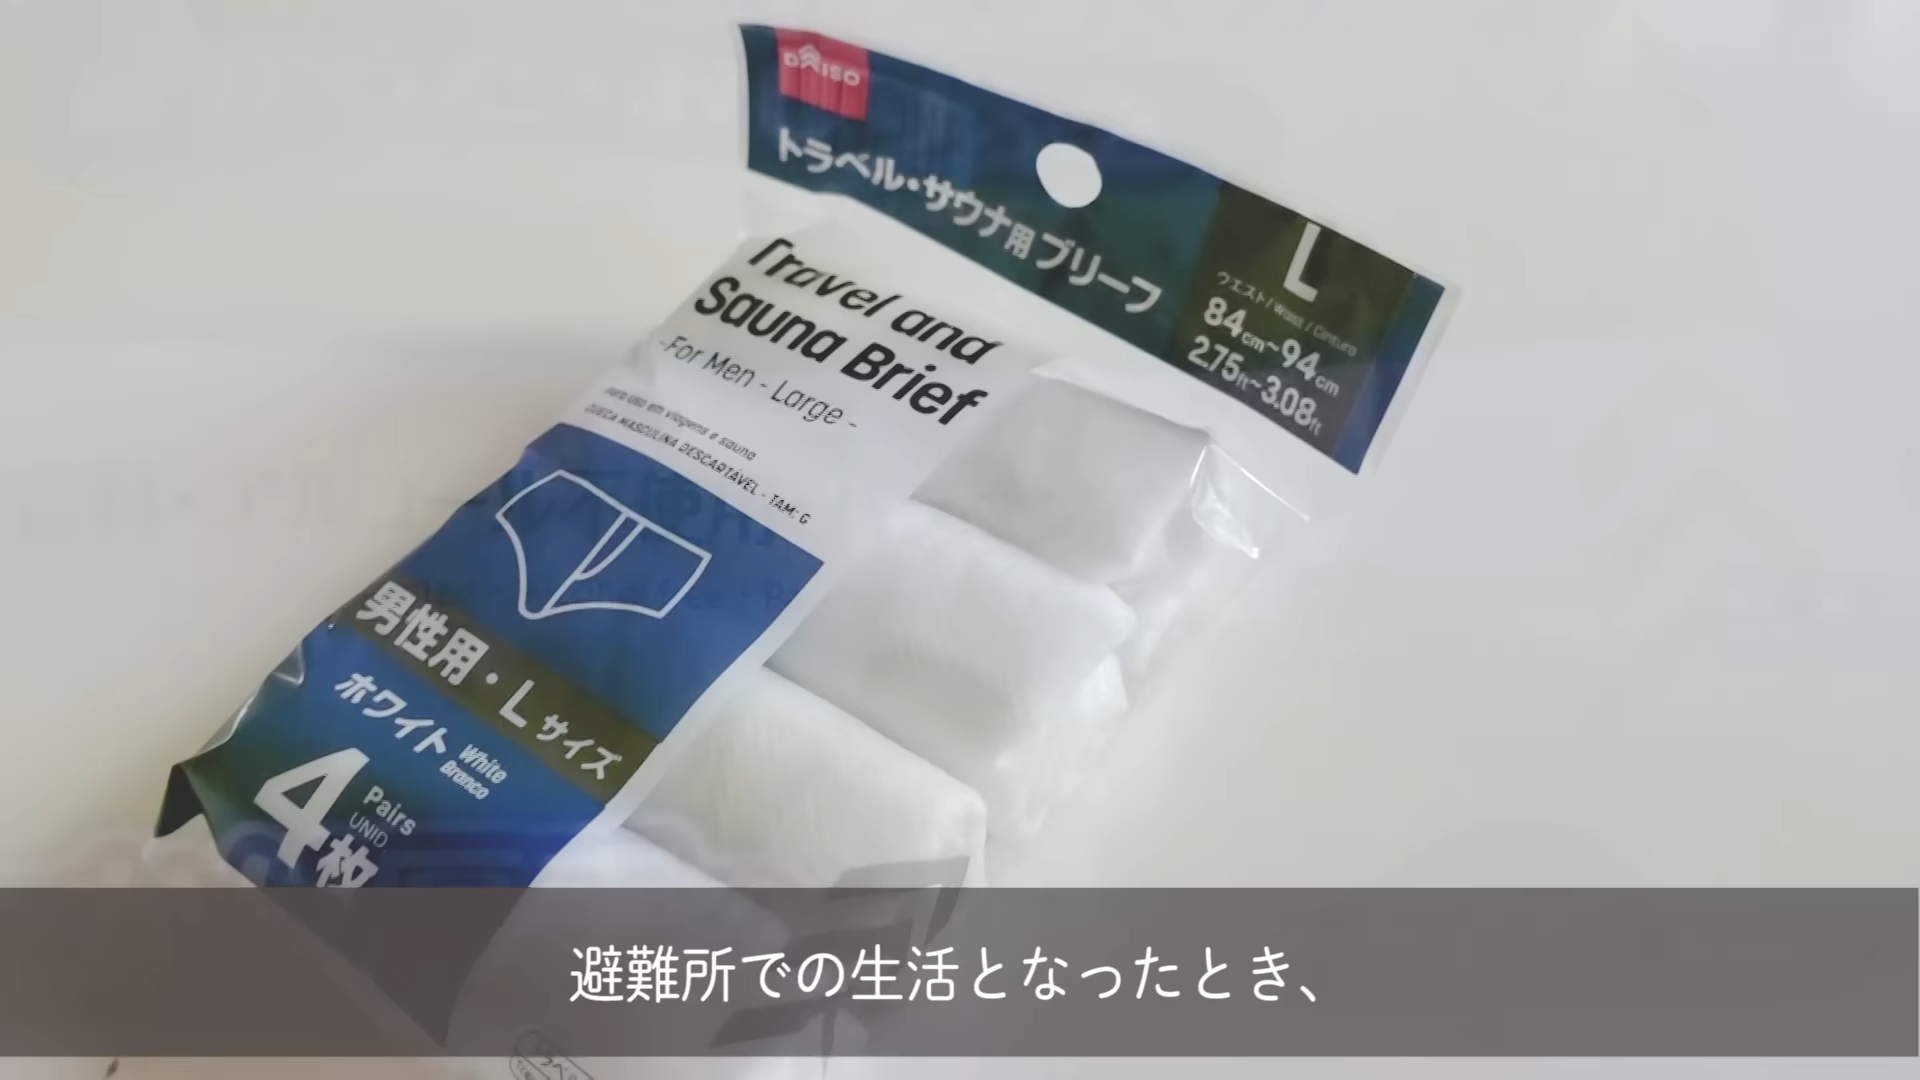 DAISO
トラベル・サウナ用 ブリーフ
L
ウエスト / Waist / Cintura
84cm~94cm
2.75ft~3.08ft
Travel and
Sauna Brief
-For Men - Large -
para uso em viagens e sauna
CUECA MASCULINA DESCARTÁVEL - TAM: G
男性用・Lサイズ
ホワイト White
Branco
4枚 Pairs
UNID.
避難所での生活となったとき、